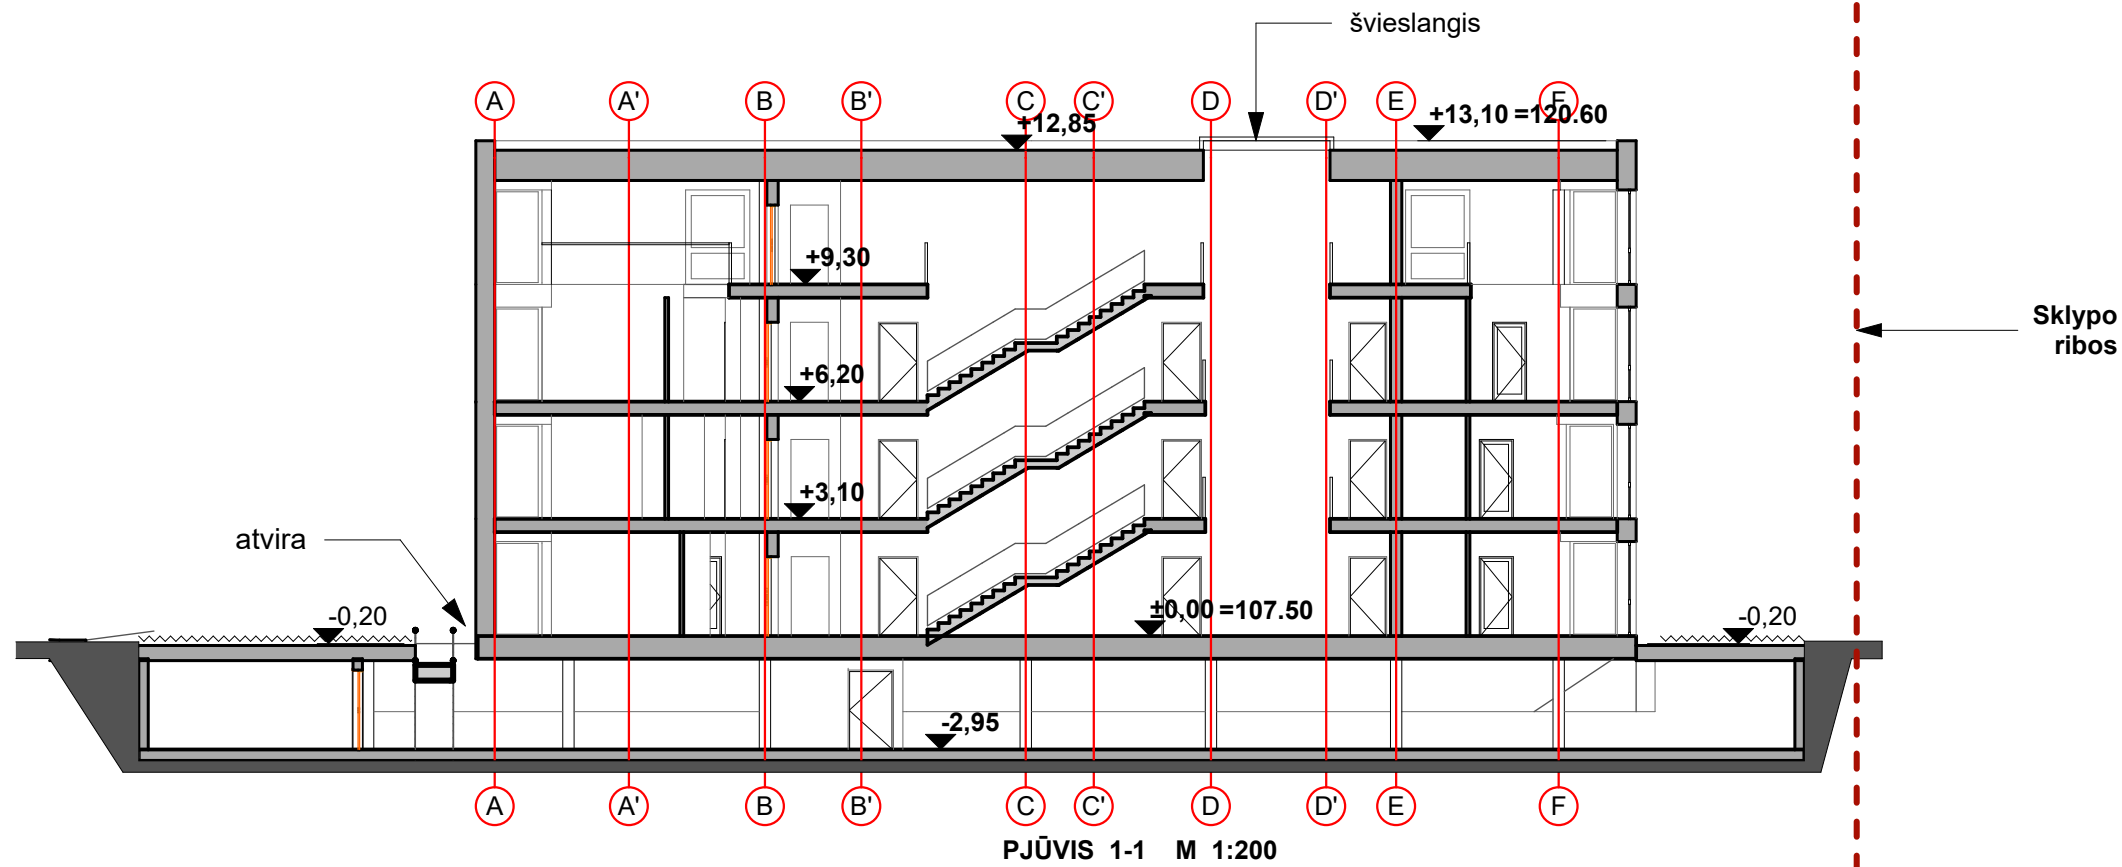 švieslangis
A A' B B' C C' D D' E F
+12,85
+13,10 =120.60
+9,30
Sklypo
ribos
+6,20
+3,10
atvira
±0,00 =107.50
-0,20
-0,20
-2,95
A A' B B' C C' D D' E F
PJŪVIS 1-1 M 1:200